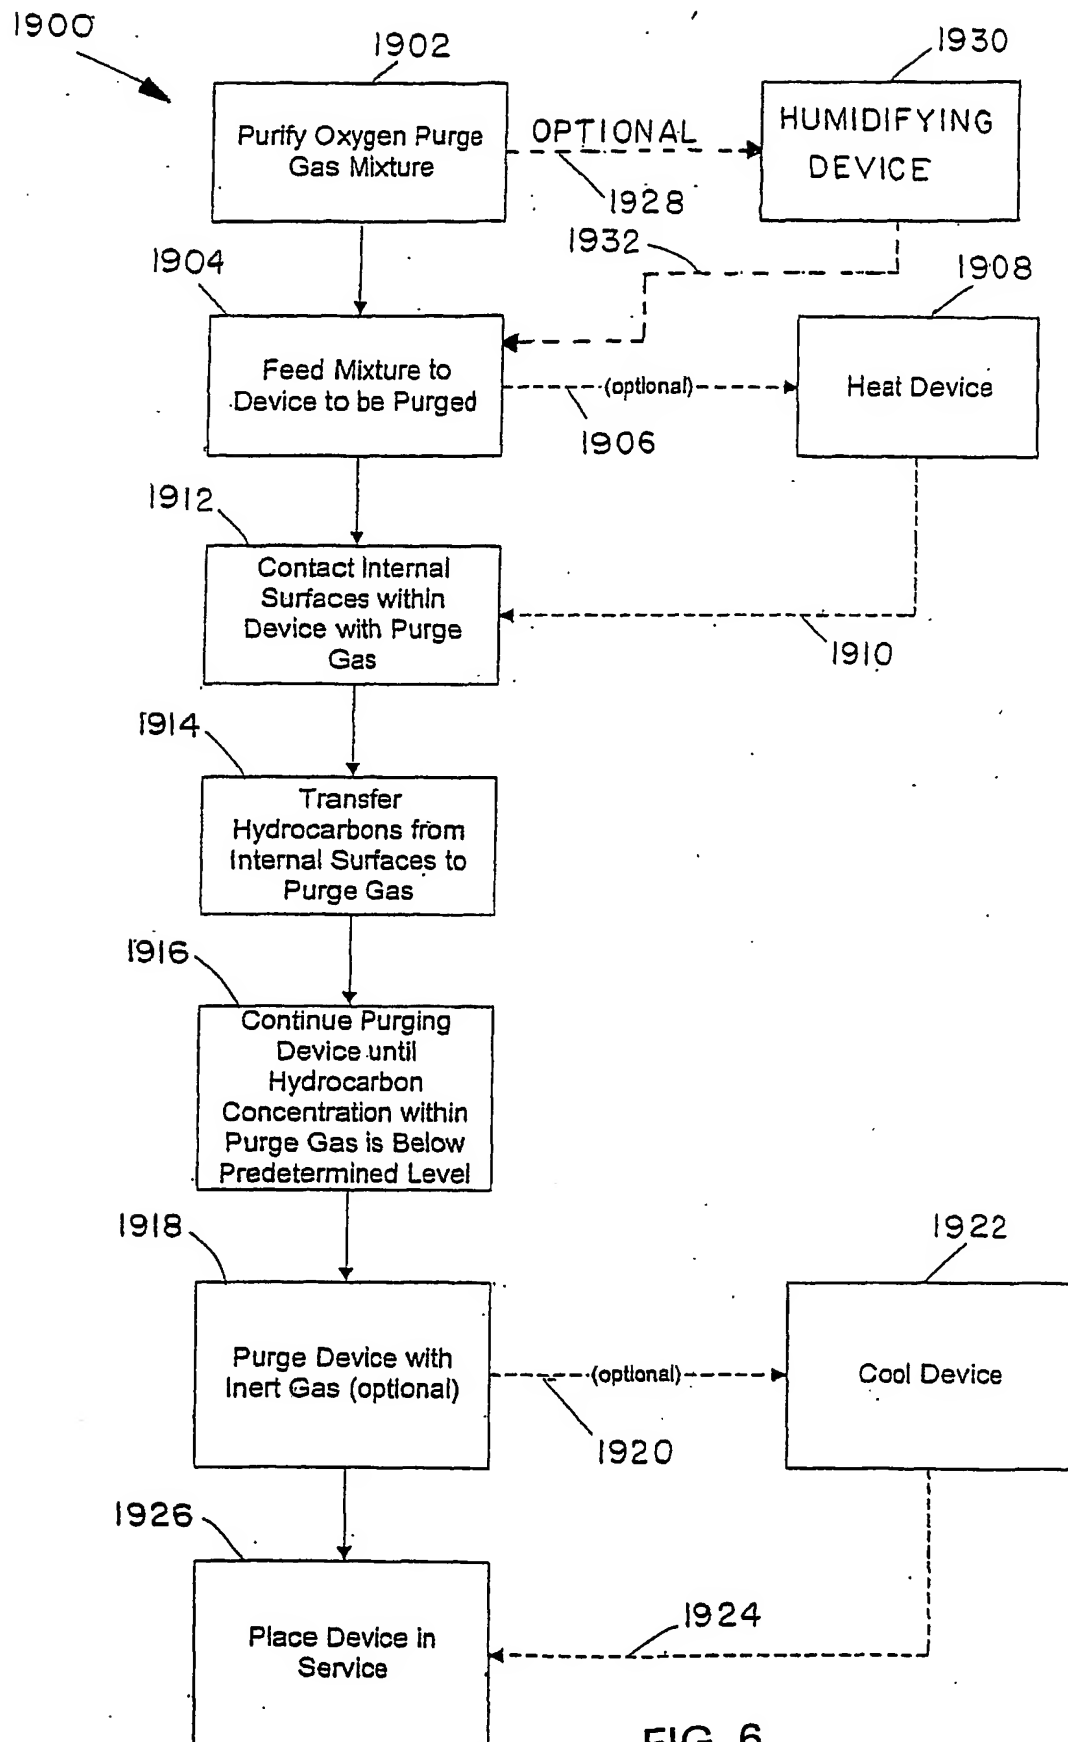 1900
1902
1930
Purify Oxygen Purge
Gas Mixture
OPTIONAL
HUMIDIFYING
DEVICE
1928
1932
1904
1908
Feed Mixture to
Device to be Purged
(optional)
Heat Device
1906
1912
Contact Internal
Surfaces within
Device with Purge
Gas
1910
1914
Transfer
Hydrocarbons from
Internal Surfaces to
Purge Gas
1916
Continue Purging
Device until
Hydrocarbon
Concentration within
Purge Gas is Below
Predetermined Level
1918
1922
Purge Device with
Inert Gas (optional)
(optional)
Cool Device
1920
1926
1924
Place Device in
Service
FIG. 6